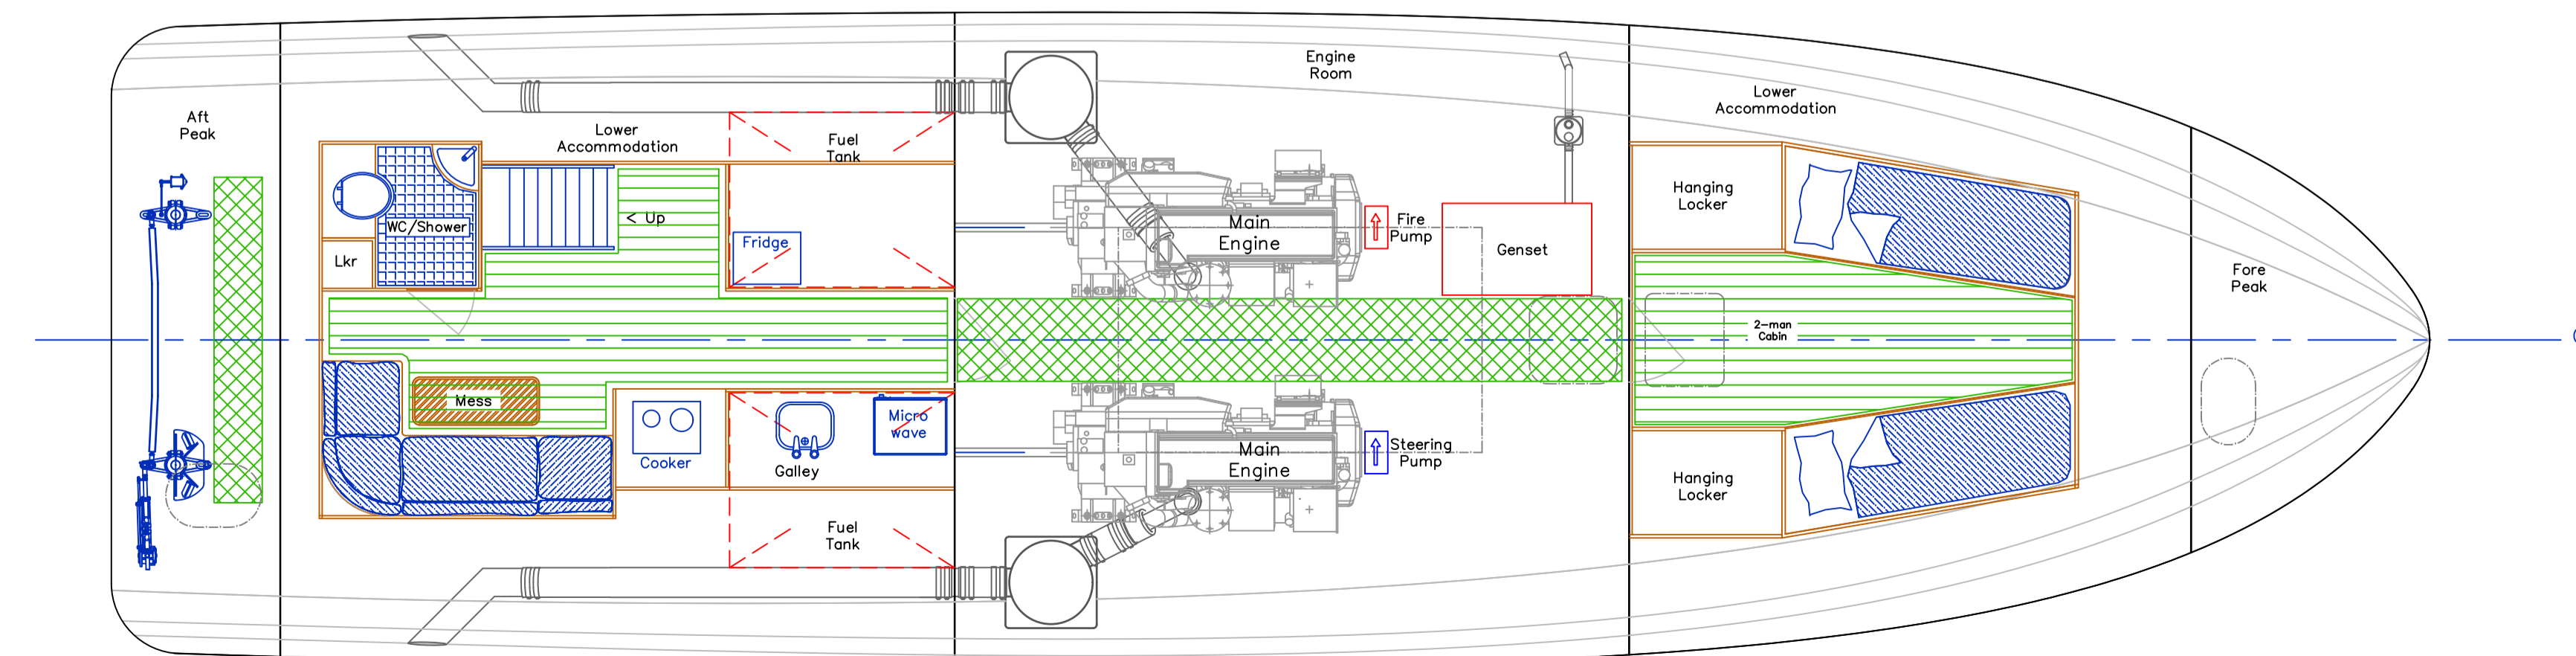 Aft
Peak
Lower
Accommodation
Fuel
Tank
WC/Shower
Lkr
< Up
Fridge
Mess
Cooker
Galley
Micro
wave
Fuel
Tank
Engine
Room
Main
Engine
Fire
Pump
Genset
Main
Engine
Steering
Pump
Lower
Accommodation
Hanging
Locker
2-man
Cabin
Hanging
Locker
Fore
Peak